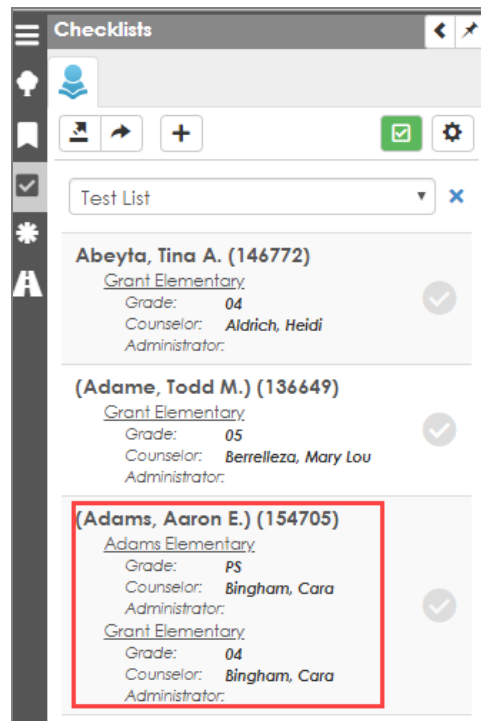 Checklists
Test List
Abeyta, Tina A. (146772)
Grant Elementary
Grade: 04
Counselor: Aldrich, Heidi
Administrator:
(Adame, Todd M.) (136649)
Grant Elementary
Grade: 05
Counselor: Berrelleza, Mary Lou
Administrator:
(Adams, Aaron E.) (154705)
Adams Elementary
Grade: PS
Counselor: Bingham, Cara
Administrator:
Grant Elementary
Grade: 04
Counselor: Bingham, Cara
Administrator: